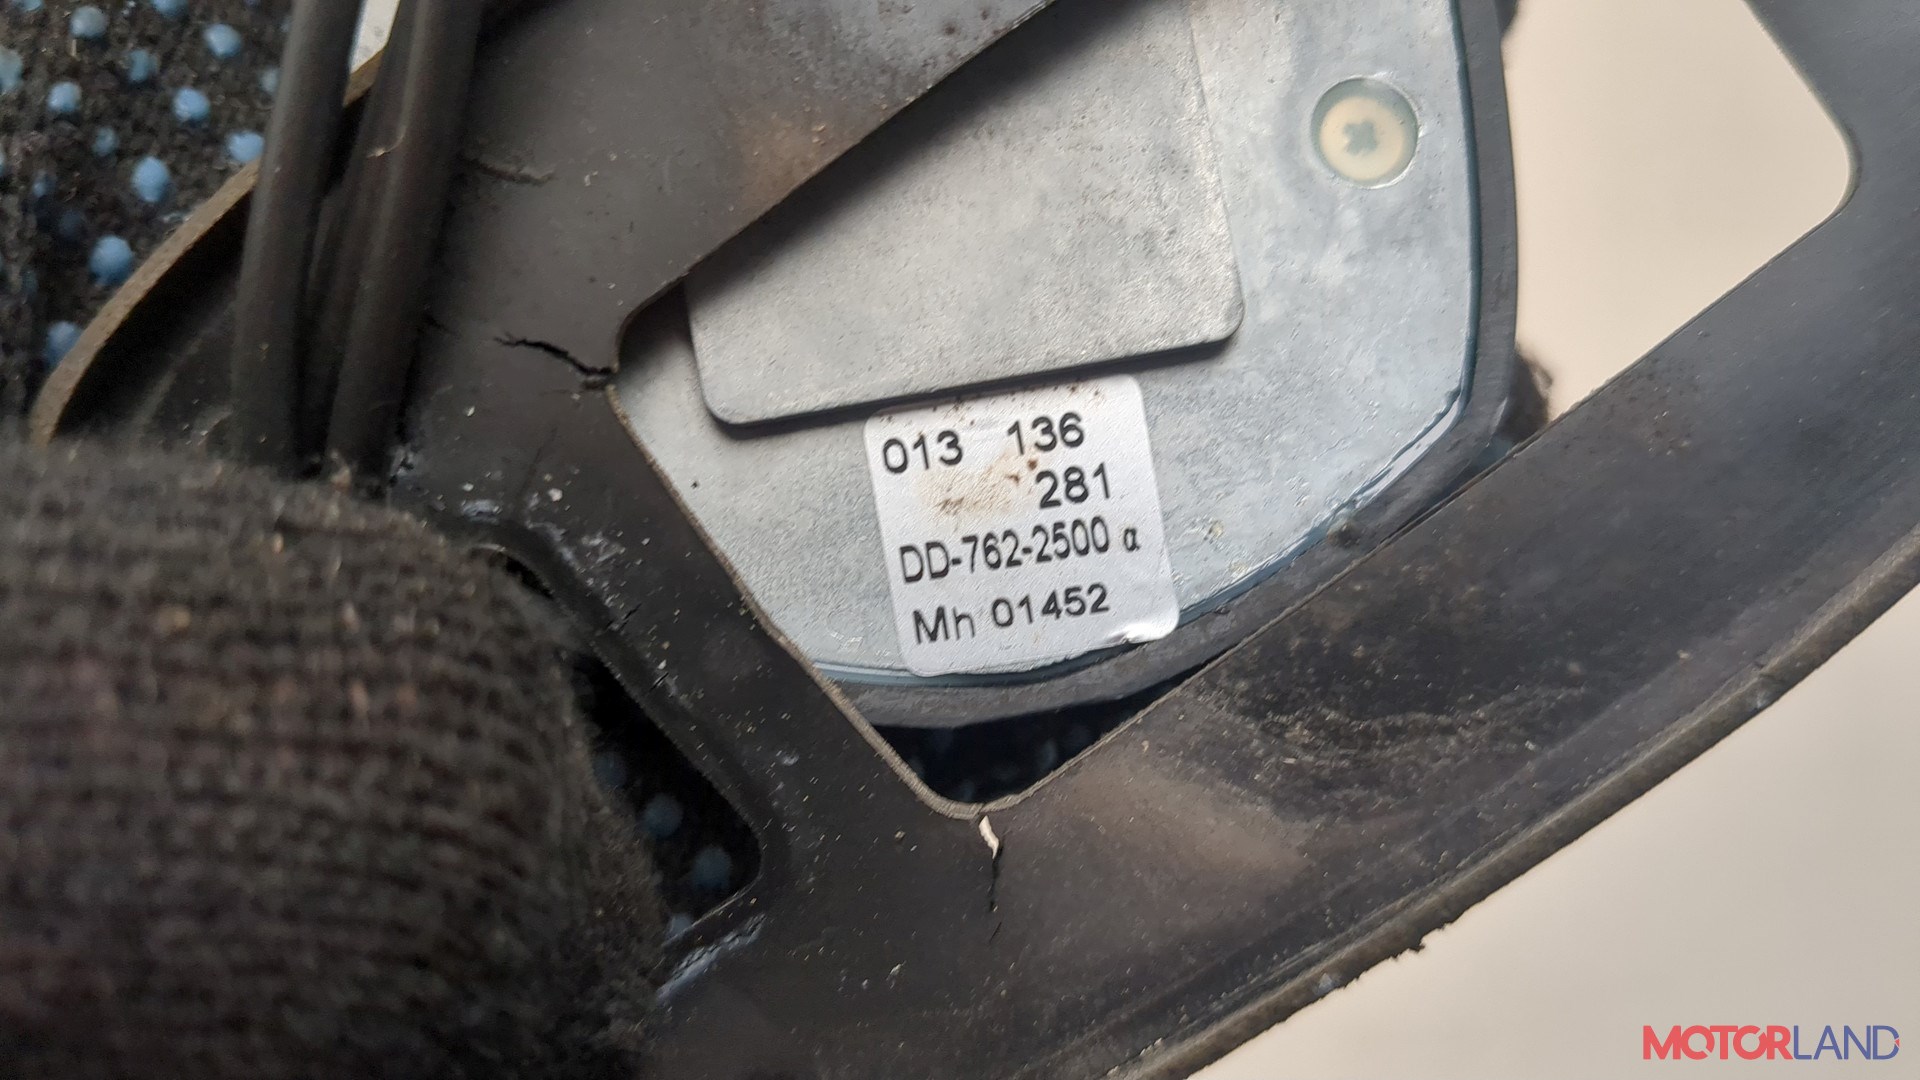 013 136
281
DD-762-2500 α
Mh 01452
MOTORLAND